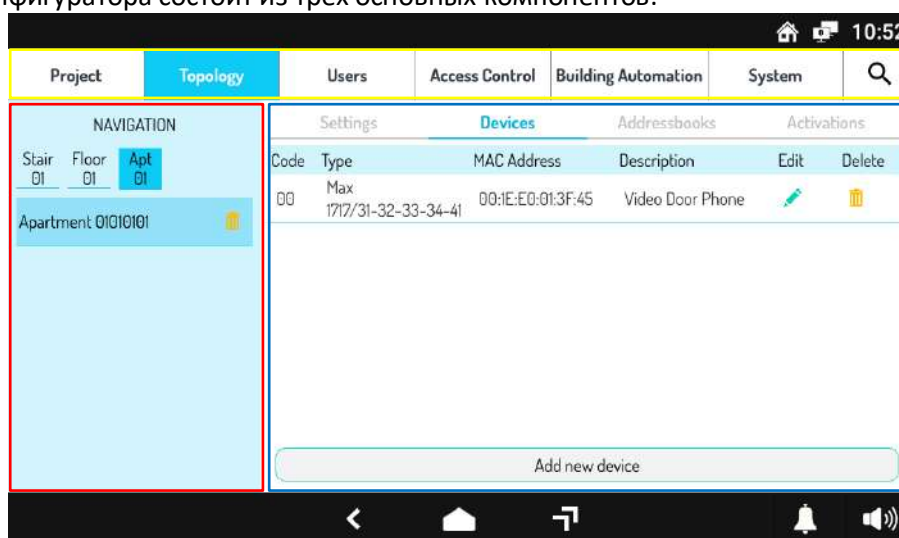 нфигуратора состоит из трех основных компонентов:
10:52
Project Topology Users Access Control Building Automation System
NAVIGATION Settings Devices Addressbooks Activations
Stair Floor Apt Code Type MAC Address Description Edit Delete
01 01 01
Apartment 01010101 00 Max 00:1E:E0:01:3F:45 Video Door Phone
1717/31-32-33-34-41
Add new device